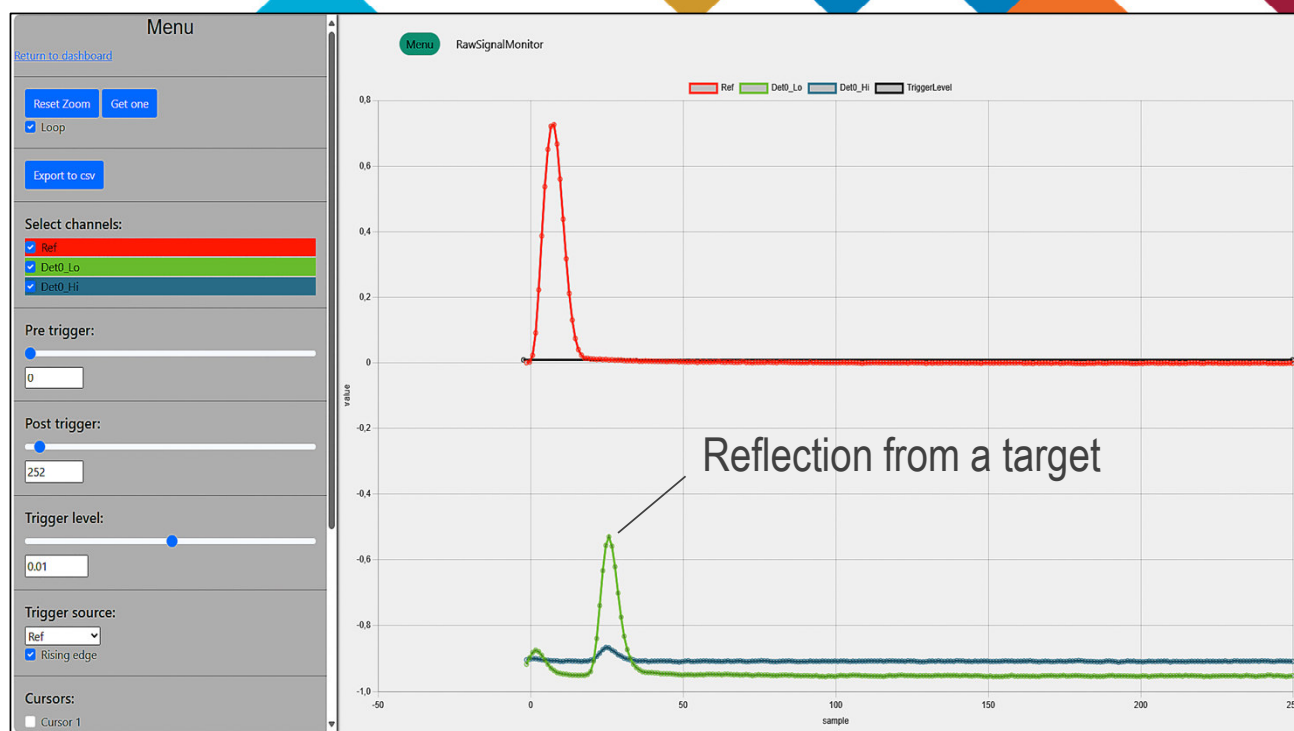 Menu
Return to dashboard
Reset Zoom Get one
Loop
Export to csv
Select channels:
Ref
Det0_Lo
Det0_Hi
Pre trigger:
0
Post trigger:
252
Trigger level:
0.01
Trigger source:
Ref
Rising edge
Cursors:
Cursor 1
Menu RawSignalMonitor
Ref Det0_Lo Det0_Hi TriggerLevel
0,8
0,6
0,4
0,2
0
value
-0,2
Reflection from a target
-0,4
-0,6
-0,8
-1,0
-50 0 50 100 150 200 25
sample